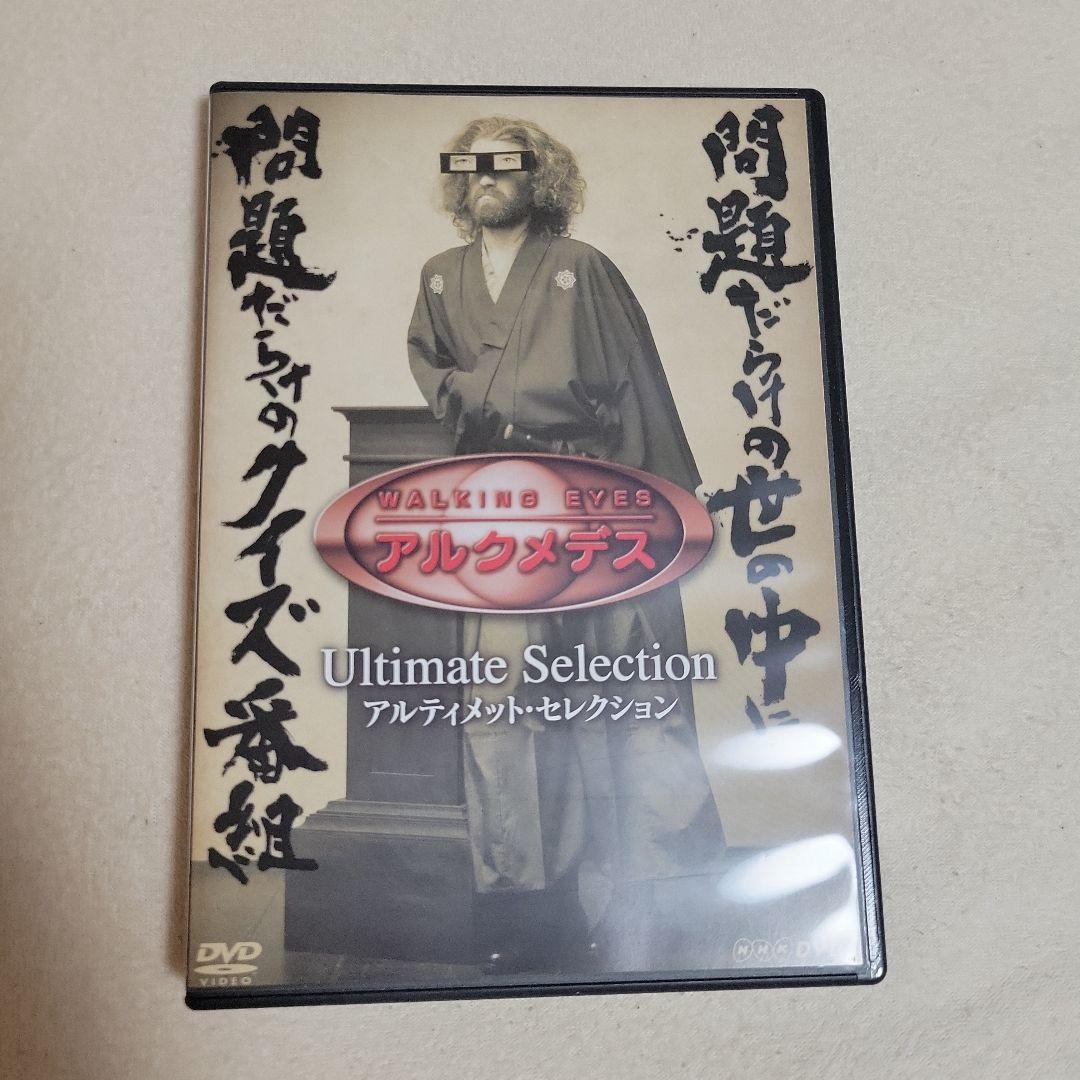 問題だらけの世の中に
問題だらけのクイズ番組
WALKING EYES
アルクメデス
Ultimate Selection
アルティメット・セレクション
DVD
VIDEO
NHK DVD